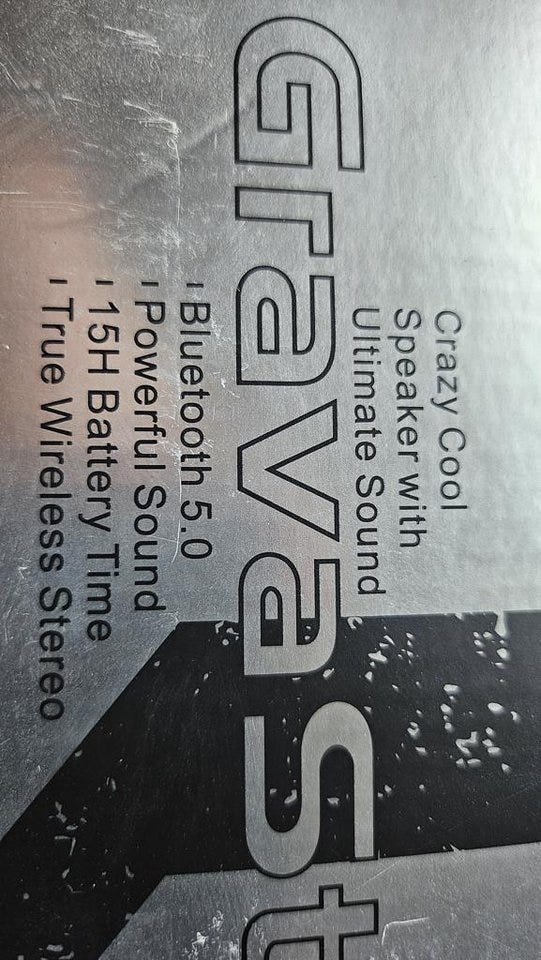 Crazy Cool
Speaker with
Ultimate Sound
GravaSt
- Bluetooth 5.0
- Powerful Sound
- 15H Battery Time
- True Wireless Stereo